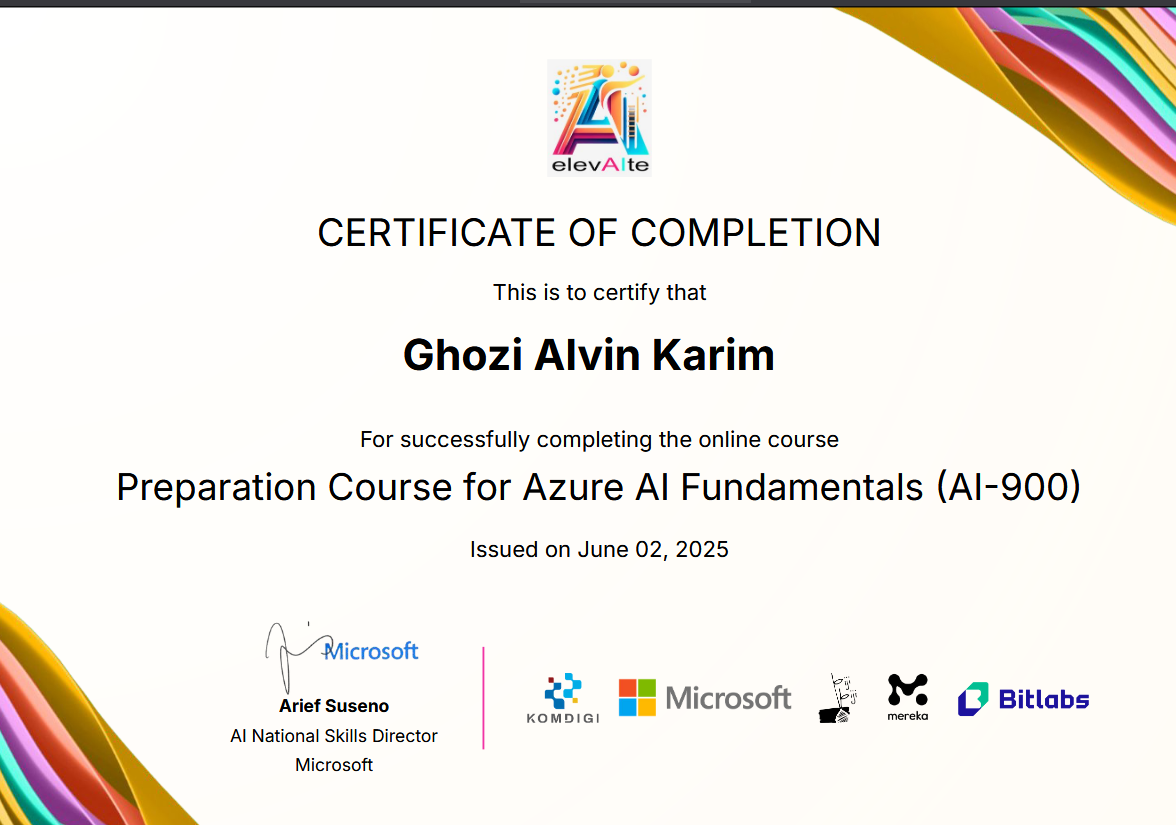 elevAIte
CERTIFICATE OF COMPLETION
This is to certify that
Ghozi Alvin Karim
For successfully completing the online course
Preparation Course for Azure AI Fundamentals (AI-900)
Issued on June 02, 2025
Microsoft
Arief Suseno
AI National Skills Director
Microsoft
KOMDIGI
Microsoft
biji
biji
mereka
Bitlabs